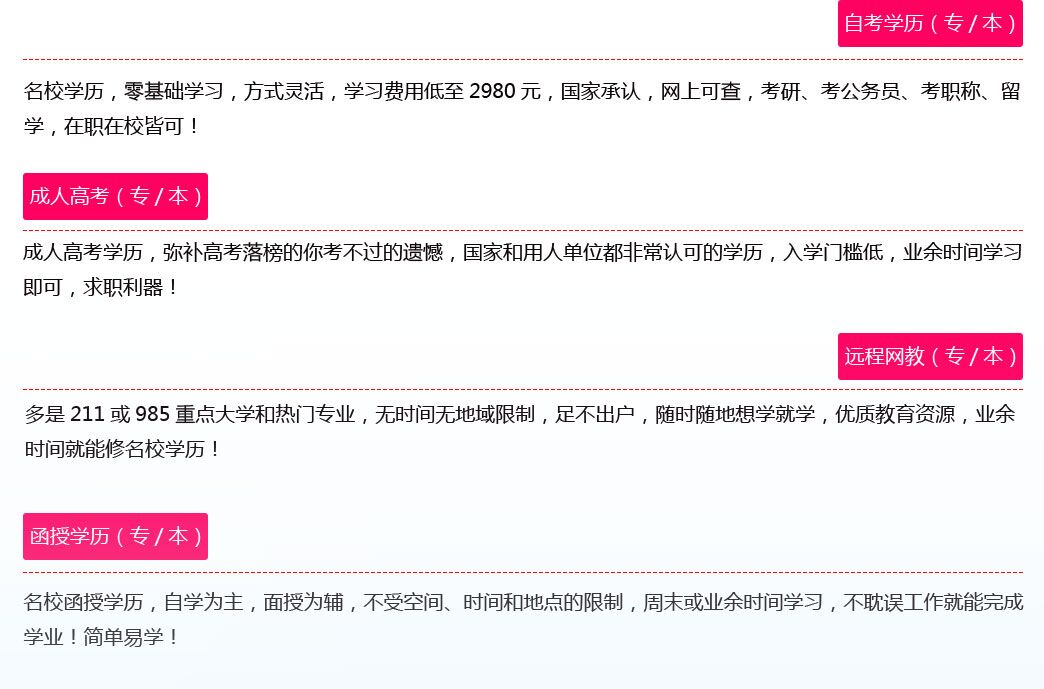 自考学历（专 / 本）
名校学历，零基础学习，方式灵活，学习费用低至 2980 元，国家承认，网上可查，考研、考公务员、考职称、留
学，在职在校皆可！
成人高考（专 / 本）
成人高考学历，弥补高考落榜的你考不过的遗憾，国家和用人单位都非常认可的学历，入学门槛低，业余时间学习
即可，求职利器！
远程网教（专 / 本）
多是 211 或 985 重点大学和热门专业，无时间无地域限制，足不出户，随时随地想学就学，优质教育资源，业余
时间就能修名校学历！
函授学历（专 / 本）
名校函授学历，自学为主，面授为辅，不受空间、时间和地点的限制，周末或业余时间学习，不耽误工作就能完成
学业！简单易学！